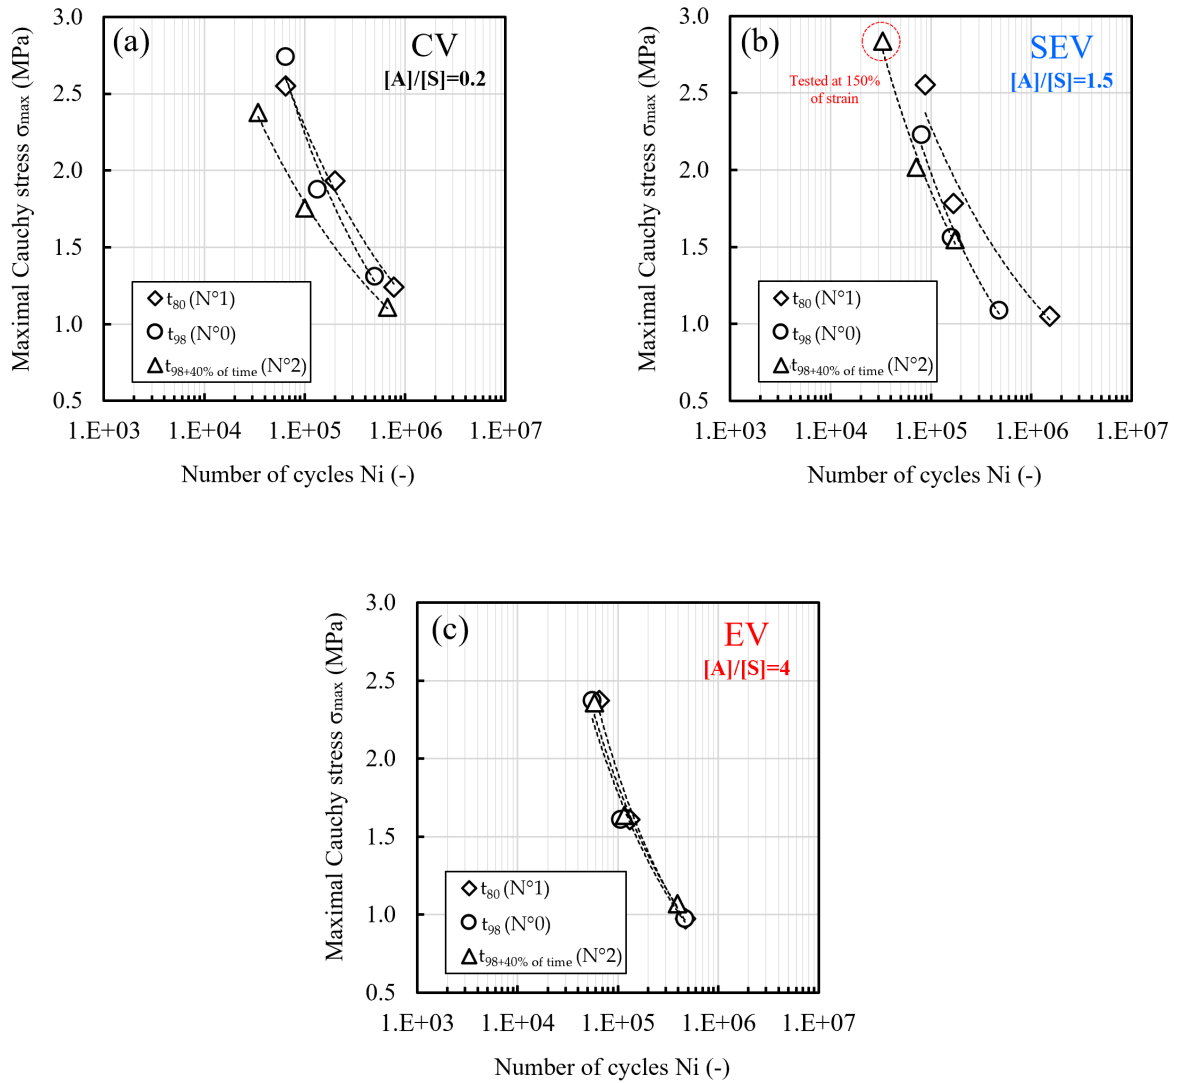 (a)
CV
[A]/[S]=0.2
Maximal Cauchy stress σmax (MPa)
3.0
2.5
2.0
1.5
1.0
0.5
t80 (N°1)
t98 (N°0)
t98+40% of time (N°2)
1.E+03 1.E+04 1.E+05 1.E+06 1.E+07
Number of cycles Ni (-)
(b)
SEV
[A]/[S]=1.5
Tested at 150%
of strain
Maximal Cauchy stress σmax (MPa)
3.0
2.5
2.0
1.5
1.0
0.5
t80 (N°1)
t98 (N°0)
t98+40% of time (N°2)
1.E+03 1.E+04 1.E+05 1.E+06 1.E+07
Number of cycles Ni (-)
(c)
EV
[A]/[S]=4
Maximal Cauchy stress σmax (MPa)
3.0
2.5
2.0
1.5
1.0
0.5
t80 (N°1)
t98 (N°0)
t98+40% of time (N°2)
1.E+03 1.E+04 1.E+05 1.E+06 1.E+07
Number of cycles Ni (-)